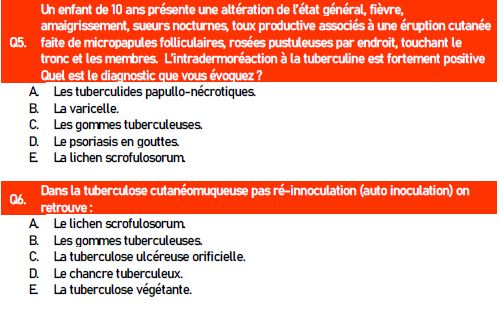 Un enfant de 10 ans présente une altération de l'état général, fièvre,
amaigrissement, sueurs nocturnes, toux productive associés à une éruption cutanée
Q5. faite de micropapules folliculaires, rosées pustuleuses par endroit, touchant le
tronc et les membres. L'intradermoréaction à la tuberculine est fortement positive
Quel est le diagnostic que vous évoquez ?
A. Les tuberculides papullo-nécrotiques.
B. La varicelle.
C. Les gommes tuberculeuses.
D. Le psoriasis en gouttes.
E. La lichen scrofulosorum.
Q6. Dans la tuberculose cutanéomuqueuse pas ré-innoculation (auto inoculation) on
retrouve :
A. Le lichen scrofulosorum.
B. Les gommes tuberculeuses.
C. La tuberculose ulcéreuse orificielle.
D. Le chancre tuberculeux.
E. La tuberculose végétante.